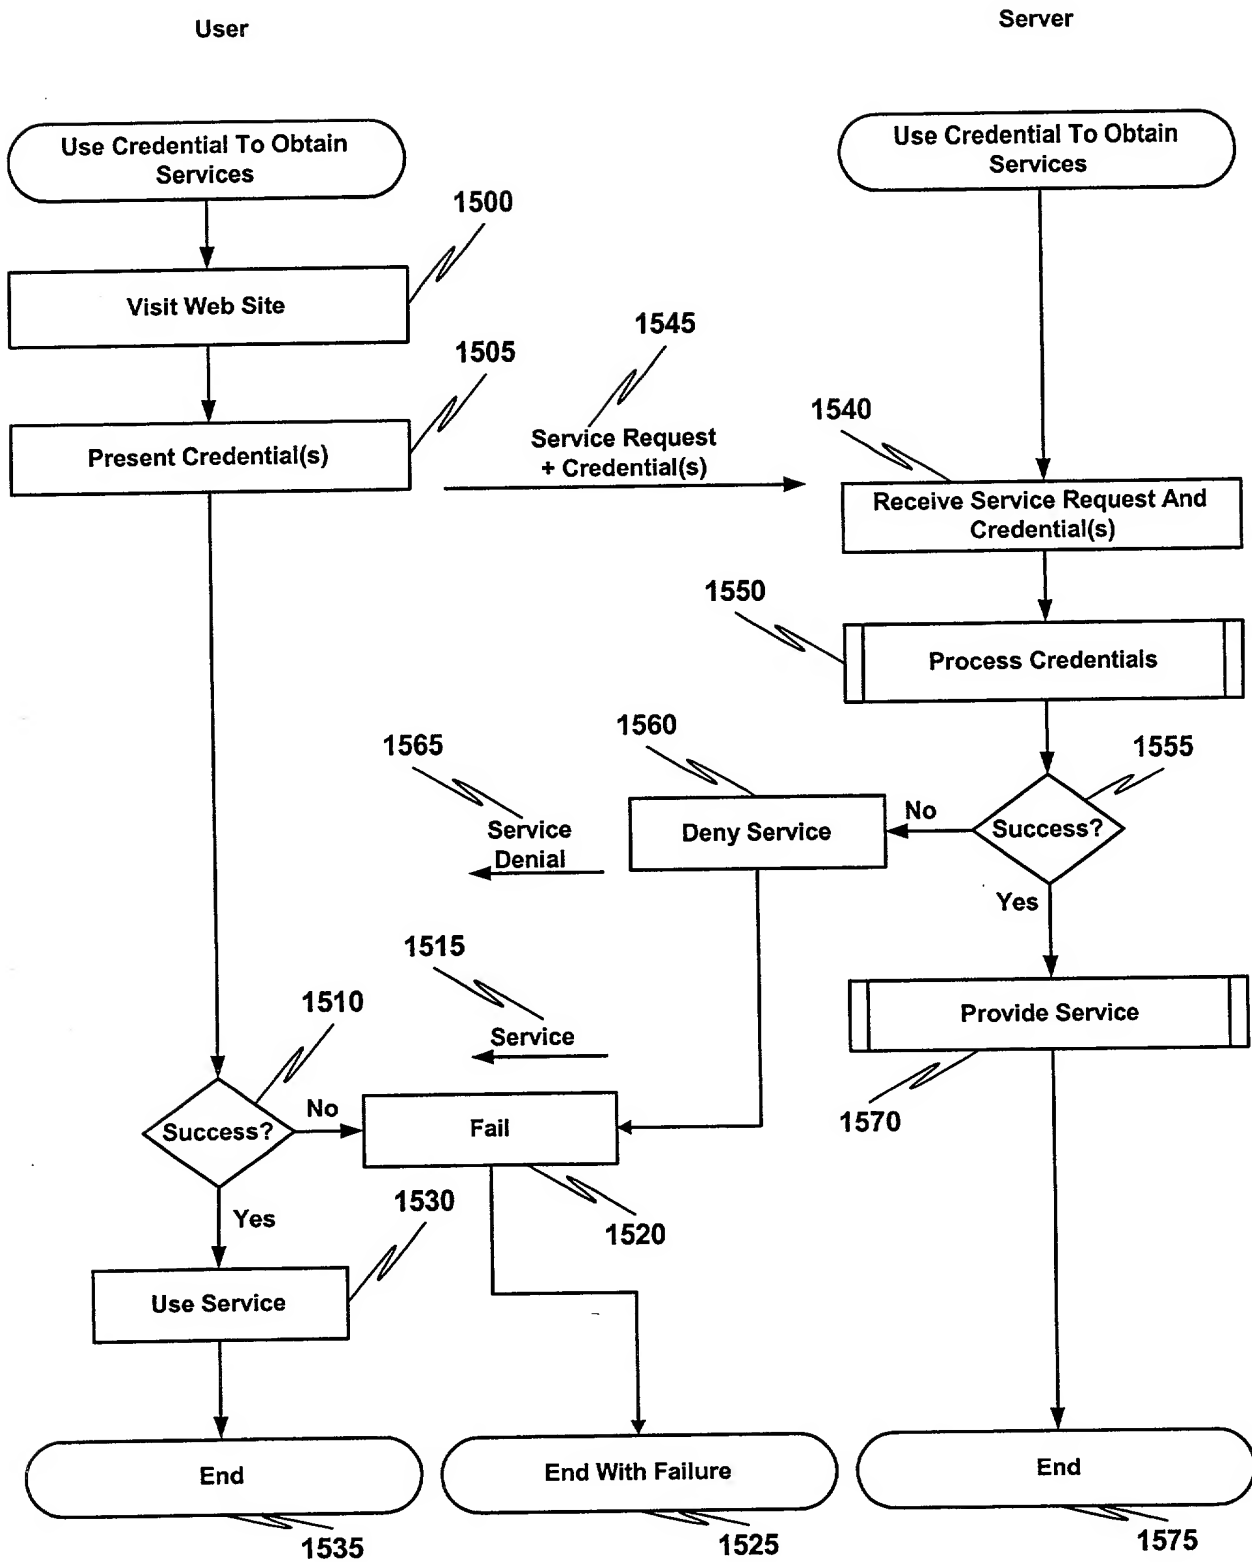 User
Server
Use Credential To Obtain
Services
Use Credential To Obtain
Services
1500
Visit Web Site
1545
1505
1540
Service Request
+ Credential(s)
Present Credential(s)
Receive Service Request And
Credential(s)
1550
Process Credentials
1560
1565
1555
No
Service
Denial
Deny Service
Success?
Yes
1515
1510
Service
Provide Service
No
1570
Success?
Fail
1530
Yes
1520
Use Service
End
End With Failure
End
1535
1525
1575